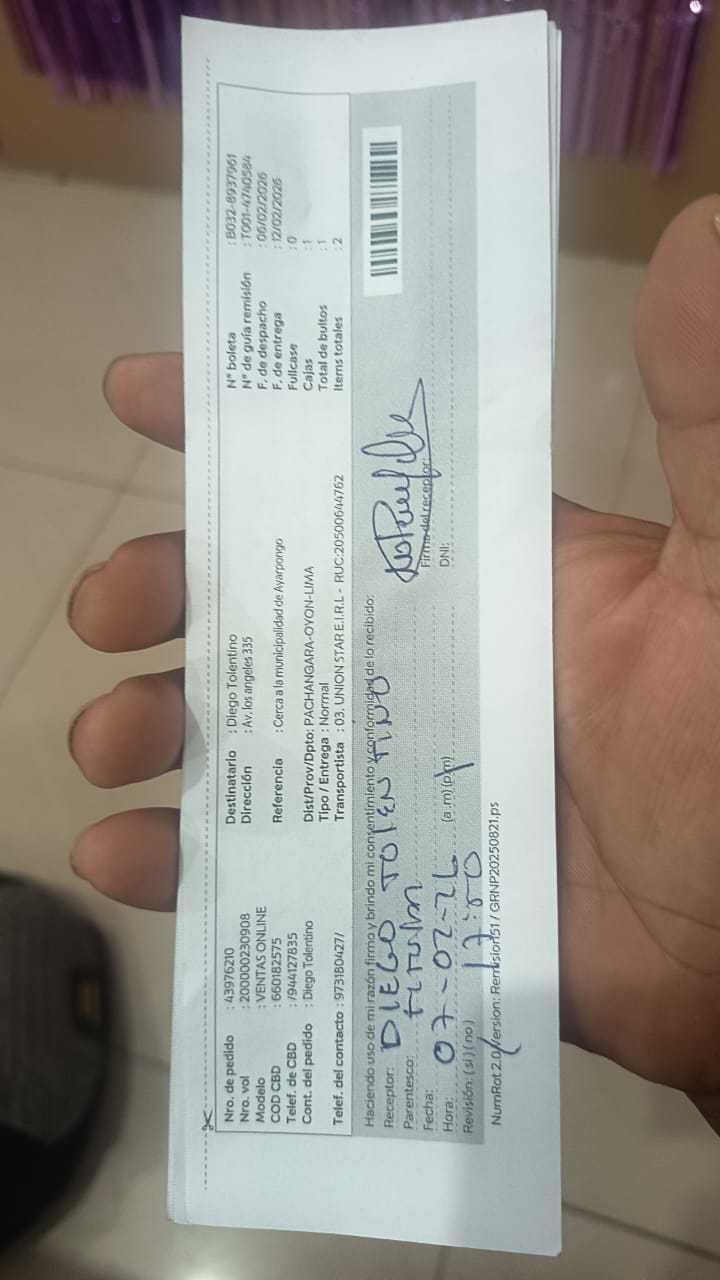 Nro. de pedido : 43976210
Nro. vol : 200000230908
Modelo : VENTAS ONLINE
COD CBD : 660182575
Telef. de CBD : /944127835
Cont. del pedido : Diego Tolentino
Telef. del contacto : 973180427/
Destinatario : Diego Tolentino
Dirección : Av. los angeles 335
Referencia : Cerca a la municipalidad de Ayarpongo
Dist/Prov/Dpto: PACHANGARA-OYON-LIMA
Tipo / Entrega : Normal
Transportista : 03. UNION STAR E.I.R.L - RUC:20500644762
N° boleta : B032-8937961
N° de guía remisión : T001-4740584
F. de despacho : 06/02/2026
F. de entrega : 12/02/2026
Fullcase : 0
Cajas : 1
Total de bultos : 1
Items totales : 2
Haciendo uso de mi razón firmo y brindo mi consentimiento y conformidad de lo recibido:
Receptor: DIEGO TOLENTINO
Parentesco: titular
Fecha: 07-02-26
Hora: 17:50 (a.m)(p.m)
Revisión: (si) (no)
Firma del receptor:
DNI:
NumRot 2.0/Version: Remision51 / GRNP20250821.ps